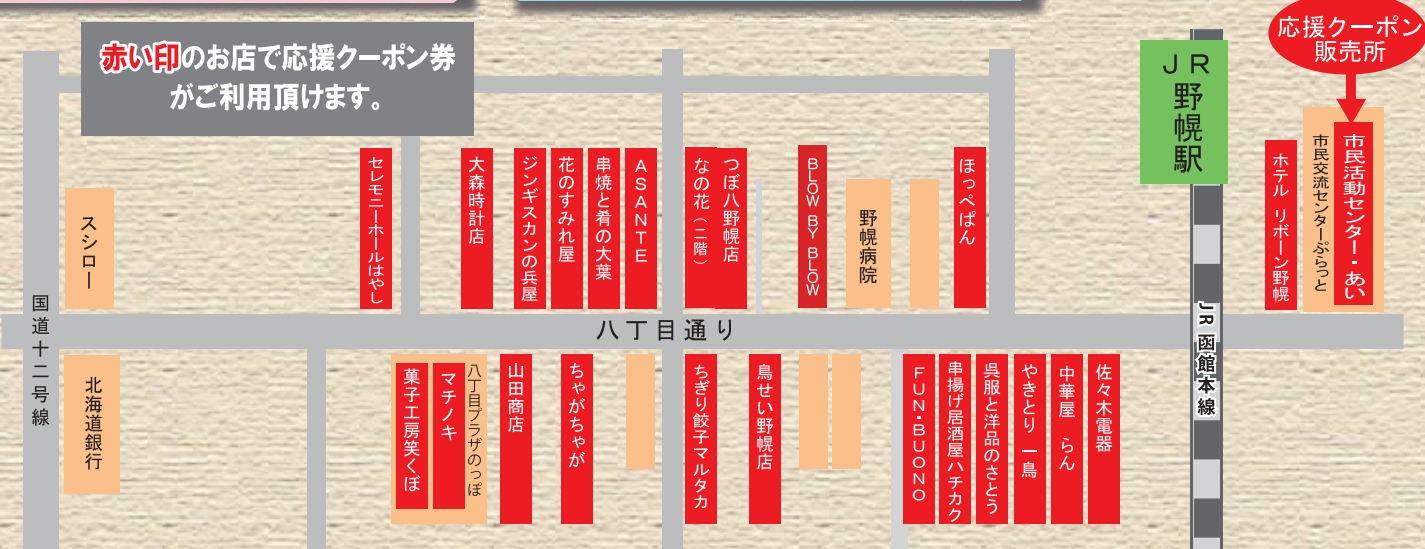 赤い印のお店で応援クーポン券
がご利用頂けます。
応援クーポン
販売所
JR野幌駅
スシロー
セレモニーホールはやし
大森時計店
ジンギスカンの兵屋
花のすみれ屋
串焼と肴の大葉
ASANTE
なの花（二階）
つぼ八野幌店
BLOW BY BLOW
野幌病院
ほっぺぱん
ホテル リボーン野幌
市民交流センターぷらっと
市民活動センター・あい
国道十二号線
八丁目通り
JR函館本線
北海道銀行
菓子工房笑くぼ
マチノキ
八丁目プラザのっぽ
山田商店
ちゃがちゃが
ちぎり餃子マルタカ
鳥せい野幌店
FUN・BUONO
串揚げ居酒屋ハチカク
呉服と洋品のさとう
やきとり 一鳥
中華屋 らん
佐々木電器